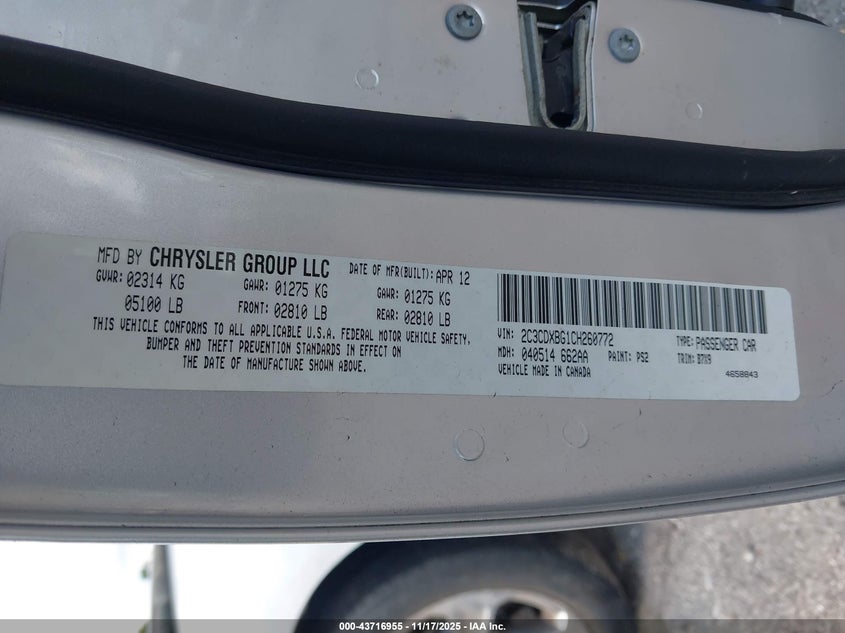 MFD BY CHRYSLER GROUP LLC
DATE OF MFR(BUILT): APR 12
GVWR: 02314 KG
GAWR: 01275 KG
GAWR: 01275 KG
05100 LB
FRONT: 02810 LB
REAR: 02810 LB
THIS VEHICLE CONFORMS TO ALL APPLICABLE U.S.A. FEDERAL MOTOR VEHICLE SAFETY,
BUMPER AND THEFT PREVENTION STANDARDS IN EFFECT ON
THE DATE OF MANUFACTURE SHOWN ABOVE.
VIN: 2C3CDXBG1CH260772
TYPE: PASSENGER CAR
MDH: 040514 662AA
PAINT: PS2
TRIM: B7X9
VEHICLE MADE IN CANADA
4658843
000-43716955 - 11/17/2025 - © IAA Inc.